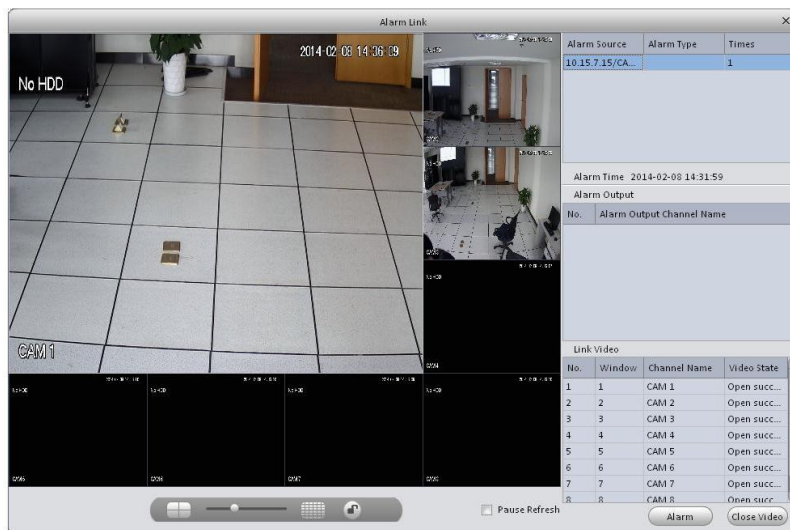 Alarm Link
2014-02-08 14:36:09
No HDD
CAM 1
Alarm Source Alarm Type Times
10.15.7.15/CA... 1
Alarm Time 2014-02-08 14:31:59
Alarm Output
No. Alarm Output Channel Name
Link Video
No. Window Channel Name Video State
1 1 CAM 1 Open succ...
2 2 CAM 2 Open succ...
3 3 CAM 3 Open succ...
4 4 CAM 4 Open succ...
5 5 CAM 5 Open succ...
6 6 CAM 6 Open succ...
7 7 CAM 7 Open succ...
8 8 CAM 8 Open succ...
Pause Refresh
Alarm
Close Video